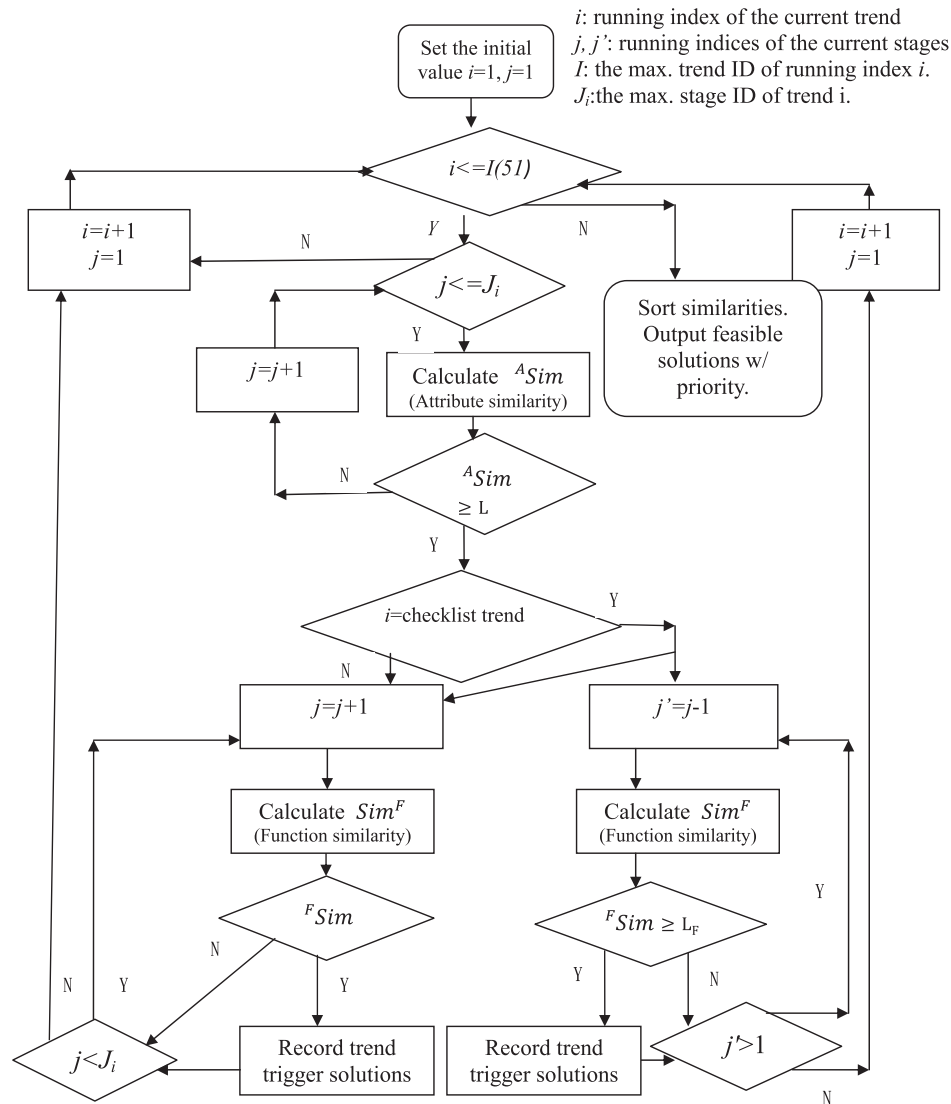 i: running index of the current trend
j, j’: running indices of the current stages
I: the max. trend ID of running index i.
Ji:the max. stage ID of trend i.
Set the initial
value i=1, j=1
i<=I(51)
i=i+1
j=1
N
Y
N
i=i+1
j=1
j<=Ji
Sort similarities.
Output feasible
solutions w/
priority.
Y
j=j+1
Calculate ASim
(Attribute similarity)
N
ASim
≥ L
Y
i=checklist trend
Y
N
j=j+1
j’=j-1
Calculate SimF
(Function similarity)
Calculate SimF
(Function similarity)
Y
FSim
FSim ≥ LF
N
Y
N
N
Y
Y
j<Ji
Record trend
trigger solutions
Record trend
trigger solutions
j’>1
N